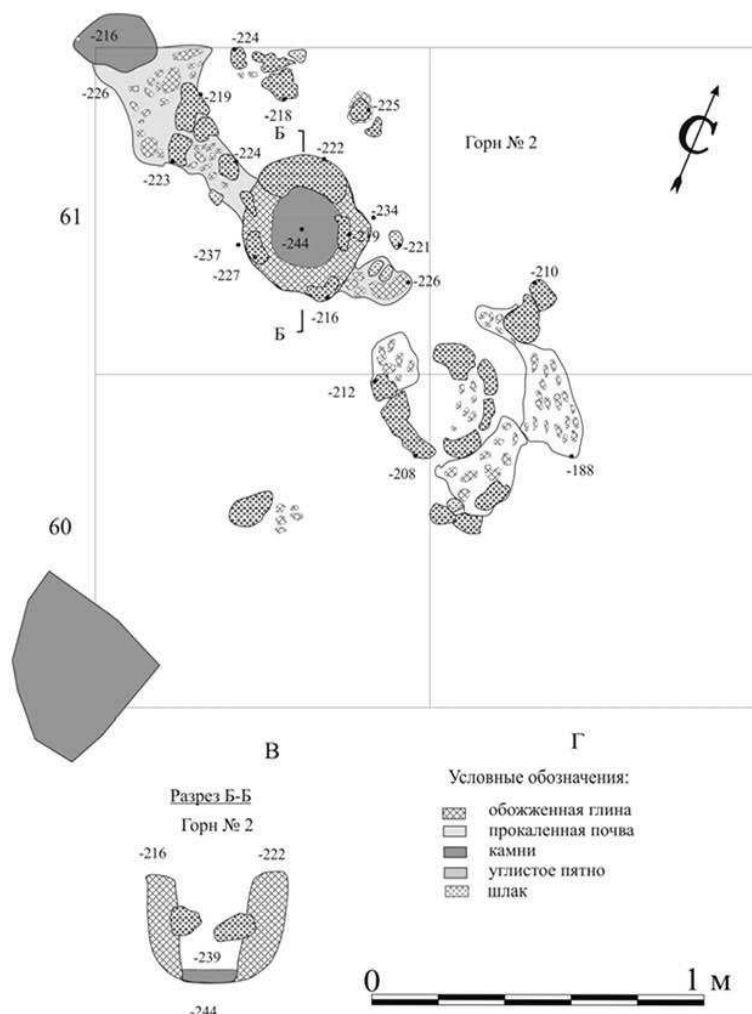 -216
-224
-226
-219
-218
-225
Б
-222
Горн № 2
С
-223
-224
61
-234
-244
-219
-221
-237
-227
-226
-210
-216
Б
-212
-208
-188
60
В
Г
Условные обозначения:
обожженная глина
прокаленная почва
камни
углистое пятно
шлак
Разрез Б-Б
Горн № 2
-216
-222
-239
-244
0
1 м